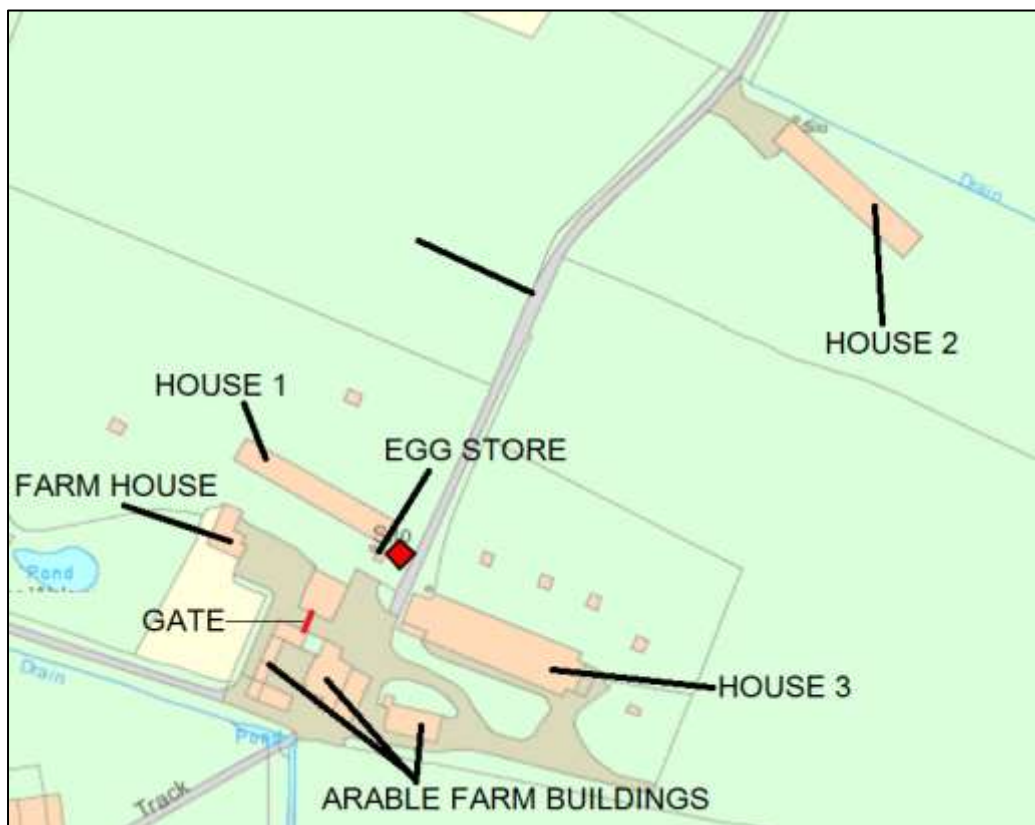 Drain
HOUSE 2
HOUSE 1
EGG STORE
FARM HOUSE
Pond
GATE
HOUSE 3
Drain
Pond
Track
ARABLE FARM BUILDINGS